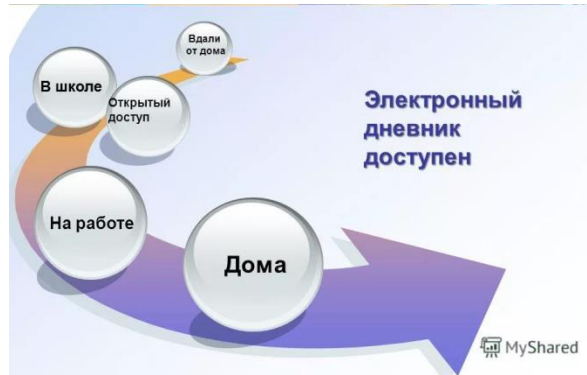 Вдали
от дома
В школе
Открытый
доступ
Электронный
дневник
доступен
На работе
Дома
MyShared